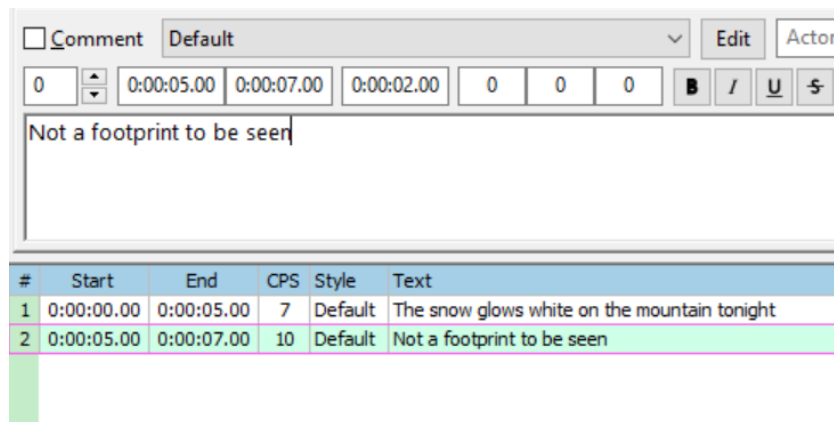 Comment Default Edit Actor
0 0:00:05.00 0:00:07.00 0:00:02.00 0 0 0 B I U S
Not a footprint to be seen
# Start End CPS Style Text
1 0:00:00.00 0:00:05.00 7 Default The snow glows white on the mountain tonight
2 0:00:05.00 0:00:07.00 10 Default Not a footprint to be seen